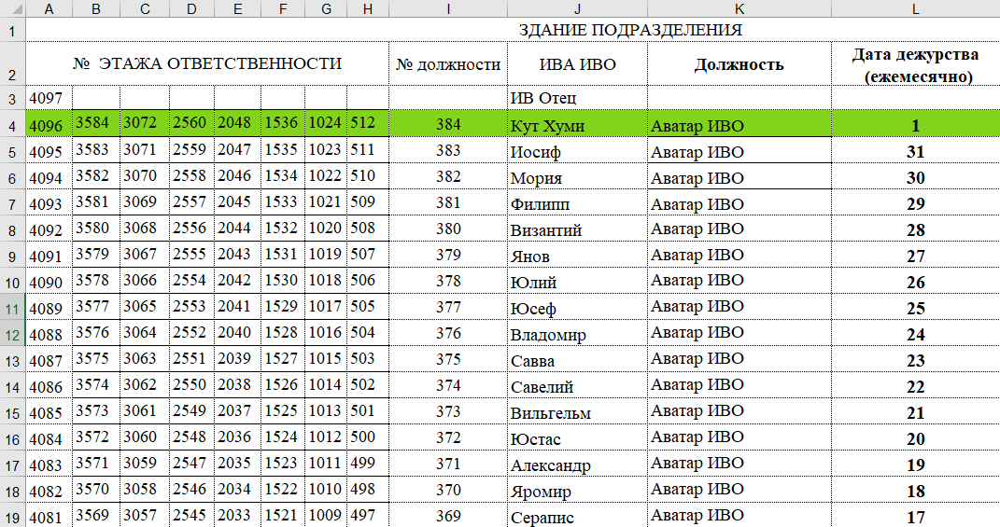 A B C D E F G H I J K L
1 ЗДАНИЕ ПОДРАЗДЕЛЕНИЯ
2 № ЭТАЖА ОТВЕТСТВЕННОСТИ № должности ИВА ИВО Должность Дата дежурства (ежемесячно)
3 4097 ИВ Отец
4 4096 3584 3072 2560 2048 1536 1024 512 384 Кут Хуми Аватар ИВО 1
5 4095 3583 3071 2559 2047 1535 1023 511 383 Иосиф Аватар ИВО 31
6 4094 3582 3070 2558 2046 1534 1022 510 382 Мория Аватар ИВО 30
7 4093 3581 3069 2557 2045 1533 1021 509 381 Филипп Аватар ИВО 29
8 4092 3580 3068 2556 2044 1532 1020 508 380 Византий Аватар ИВО 28
9 4091 3579 3067 2555 2043 1531 1019 507 379 Янов Аватар ИВО 27
10 4090 3578 3066 2554 2042 1530 1018 506 378 Юлий Аватар ИВО 26
11 4089 3577 3065 2553 2041 1529 1017 505 377 Юсеф Аватар ИВО 25
12 4088 3576 3064 2552 2040 1528 1016 504 376 Владомир Аватар ИВО 24
13 4087 3575 3063 2551 2039 1527 1015 503 375 Савва Аватар ИВО 23
14 4086 3574 3062 2550 2038 1526 1014 502 374 Савелий Аватар ИВО 22
15 4085 3573 3061 2549 2037 1525 1013 501 373 Вильгельм Аватар ИВО 21
16 4084 3572 3060 2548 2036 1524 1012 500 372 Юстас Аватар ИВО 20
17 4083 3571 3059 2547 2035 1523 1011 499 371 Александр Аватар ИВО 19
18 4082 3570 3058 2546 2034 1522 1010 498 370 Яромир Аватар ИВО 18
19 4081 3569 3057 2545 2033 1521 1009 497 369 Серапис Аватар ИВО 17